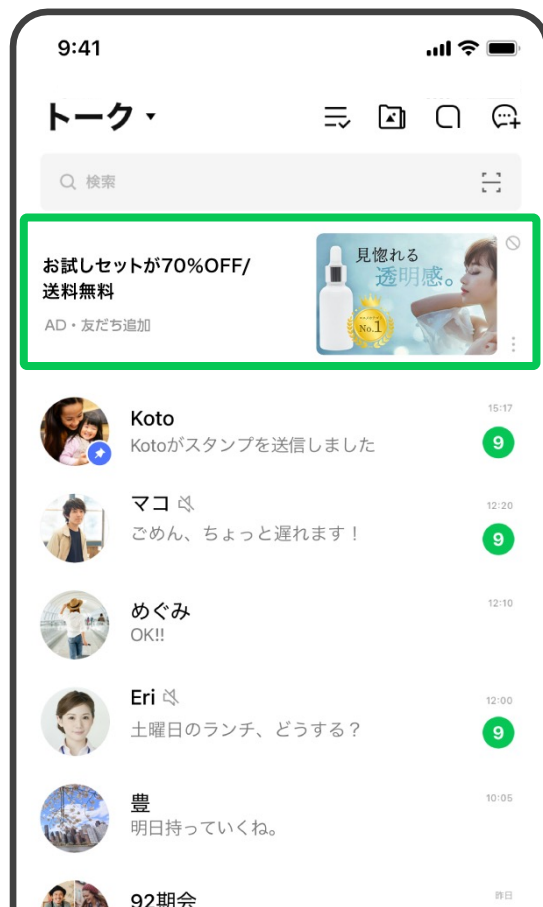 9:41
トーク
検索
お試しセットが70%OFF/
送料無料
AD・友だち追加
見惚れる
透明感。
No.1
Koto
15:17
Kotoがスタンプを送信しました
9
マコ
12:20
ごめん、ちょっと遅れます!
9
めぐみ
12:10
OK!!
Eri
12:00
土曜日のランチ、どうする?
9
豊
10:05
明日持っていくね。
92期会
昨日